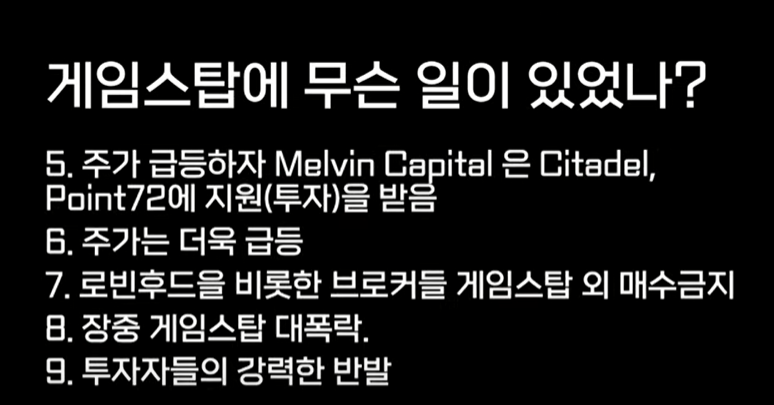 게임스탑에 무슨 일이 있었나?
5. 주가 급등하자 Melvin Capital 은 Citadel,
Point72에 지원(투자)을 받음
6. 주가는 더욱 급등
7. 로빈후드을 비롯한 브로커들 게임스탑 외 매수금지
8. 장중 게임스탑 대폭락.
9. 투자자들의 강력한 반발